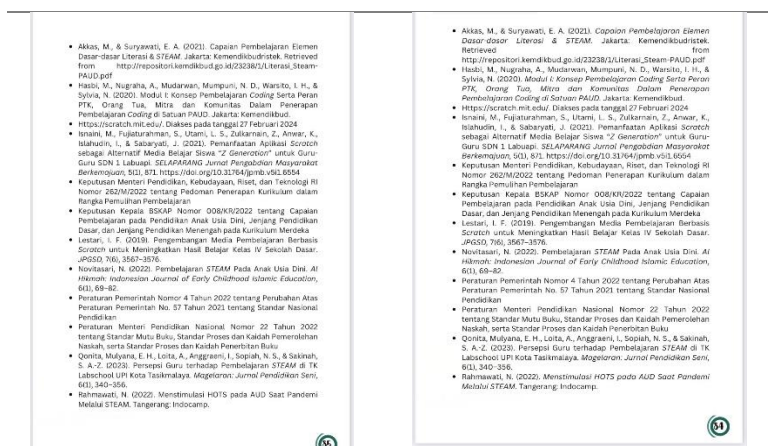 • Akkas, M., & Suryawati, E. A. (2021). Capaian Pembelajaran Elemen
Dasar-dasar Literasi & STEAM. Jakarta: Kemendikbudristek. Retrieved
from http://repositori.kemdikbud.go.id/23238/1/Literasi_Steam-
PAUD.pdf
• Hasbi, M., Nugraha, A., Mudarwan, Mumpuni, N. D., Warsito, I. H., &
Sylvia, N. (2020). Modul I: Konsep Pembelajaran Coding Serta Peran
PTK, Orang Tua, Mitra dan Komunitas Dalam Penerapan
Pembelajaran Coding di Satuan PAUD. Jakarta: Kemendikbud.
• Https://scratch.mit.edu/. Diakses pada tanggal 27 Februari 2024
• Isnaini, M., Fujiaturahman, S., Utami, L. S., Zulkarnain, Z., Anwar, K.,
Islahudin, I., & Sabaryati, J. (2021). Pemanfaatan Aplikasi Scratch
sebagai Alternatif Media Belajar Siswa "Z Generation" untuk Guru-
Guru SDN 1 Labuapi. SELAPARANG Jurnal Pengabdian Masyarakat
Berkemajuan, 5(1), 871. https://doi.org/10.31764/jpmb.v5i1.6554
• Keputusan Menteri Pendidikan, Kebudayaan, Riset, dan Teknologi RI
Nomor 262/M/2022 tentang Pedoman Penerapan Kurikulum dalam
Rangka Pemulihan Pembelajaran
• Keputusan Kepala BSKAP Nomor 008/KR/2022 tentang Capaian
Pembelajaran pada Pendidikan Anak Usia Dini, Jenjang Pendidikan
Dasar, dan Jenjang Pendidikan Menengah pada Kurikulum Merdeka
• Lestari, I. F. (2019). Pengembangan Media Pembelajaran Berbasis
Scratch untuk Meningkatkan Hasil Belajar Kelas IV Sekolah Dasar.
JPGSD, 7(6), 3567–3576.
• Novitasari, N. (2022). Pembelajaran STEAM Pada Anak Usia Dini. Al
Hikmah: Indonesian Journal of Early Childhood Islamic Education,
6(1), 69–82.
• Peraturan Pemerintah Nomor 4 Tahun 2022 tentang Perubahan Atas
Peraturan Pemerintah No. 57 Tahun 2021 tentang Standar Nasional
Pendidikan
• Peraturan Menteri Pendidikan Nasional Nomor 22 Tahun 2022
tentang Standar Mutu Buku, Standar Proses dan Kaidah Pemerolehan
Naskah, serta Standar Proses dan Kaidah Penerbitan Buku
• Qonita, Mulyana, E. H., Loita, A., Anggraeni, I., Sopiah, N. S., & Sakinah,
S. A.-Z. (2023). Persepsi Guru terhadap Pembelajaran STEAM di TK
Labschool UPI Kota Tasikmalaya. Magelaran: Jurnal Pendidikan Seni,
6(1), 340–356.
• Rahmawati, N. (2022). Menstimulasi HOTS pada AUD Saat Pandemi
Melalui STEAM. Tangerang: Indocamp.
• Akkas, M., & Suryawati, E. A. (2021). Capaian Pembelajaran Elemen
Dasar-dasar Literasi & STEAM. Jakarta: Kemendikbudristek.
Retrieved from
http://repositori.kemdikbud.go.id/23238/1/Literasi_Steam-PAUD.pdf
• Hasbi, M., Nugraha, A., Mudarwan, Mumpuni, N. D., Warsito, I. H., &
Sylvia, N. (2020). Modul I: Konsep Pembelajaran Coding Serta Peran
PTK, Orang Tua, Mitra dan Komunitas Dalam Penerapan
Pembelajaran Coding di Satuan PAUD. Jakarta: Kemendikbud.
• Https://scratch.mit.edu/. Diakses pada tanggal 27 Februari 2024
• Isnaini, M., Fujiaturahman, S., Utami, L. S., Zulkarnain, Z., Anwar, K.,
Islahudin, I., & Sabaryati, J. (2021). Pemanfaatan Aplikasi Scratch
sebagai Alternatif Media Belajar Siswa "Z Generation" untuk Guru-
Guru SDN 1 Labuapi. SELAPARANG Jurnal Pengabdian Masyarakat
Berkemajuan, 5(1), 871. https://doi.org/10.31764/jpmb.v5i1.6554
• Keputusan Menteri Pendidikan, Kebudayaan, Riset, dan Teknologi RI
Nomor 262/M/2022 tentang Pedoman Penerapan Kurikulum dalam
Rangka Pemulihan Pembelajaran
• Keputusan Kepala BSKAP Nomor 008/KR/2022 tentang Capaian
Pembelajaran pada Pendidikan Anak Usia Dini, Jenjang Pendidikan
Dasar, dan Jenjang Pendidikan Menengah pada Kurikulum Merdeka
• Lestari, I. F. (2019). Pengembangan Media Pembelajaran Berbasis
Scratch untuk Meningkatkan Hasil Belajar Kelas IV Sekolah Dasar.
JPGSD, 7(6), 3567–3576.
• Novitasari, N. (2022). Pembelajaran STEAM Pada Anak Usia Dini. Al
Hikmah: Indonesian Journal of Early Childhood Islamic Education,
6(1), 69–82.
• Peraturan Pemerintah Nomor 4 Tahun 2022 tentang Perubahan Atas
Peraturan Pemerintah No. 57 Tahun 2021 tentang Standar Nasional
Pendidikan
• Peraturan Menteri Pendidikan Nasional Nomor 22 Tahun 2022
tentang Standar Mutu Buku, Standar Proses dan Kaidah Pemerolehan
Naskah, serta Standar Proses dan Kaidah Penerbitan Buku
• Qonita, Mulyana, E. H., Loita, A., Anggraeni, I., Sopiah, N. S., & Sakinah,
S. A.-Z. (2023). Persepsi Guru terhadap Pembelajaran STEAM di TK
Labschool UPI Kota Tasikmalaya. Magelaran: Jurnal Pendidikan Seni,
6(1), 340–356.
• Rahmawati, N. (2022). Menstimulasi HOTS pada AUD Saat Pandemi
Melalui STEAM. Tangerang: Indocamp.
34